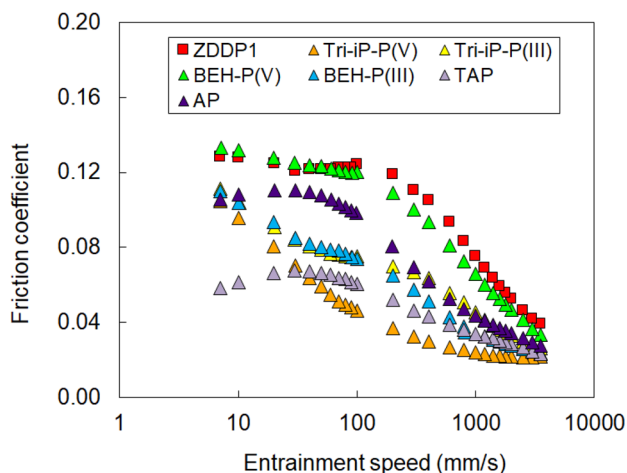 0.20
ZDDP1 Tri-iP-P(V) Tri-iP-P(III)
BEH-P(V) BEH-P(III) TAP
AP
0.16
0.12
0.08
0.04
0.00
Friction coefficient
1 10 100 1000 10000
Entrainment speed (mm/s)